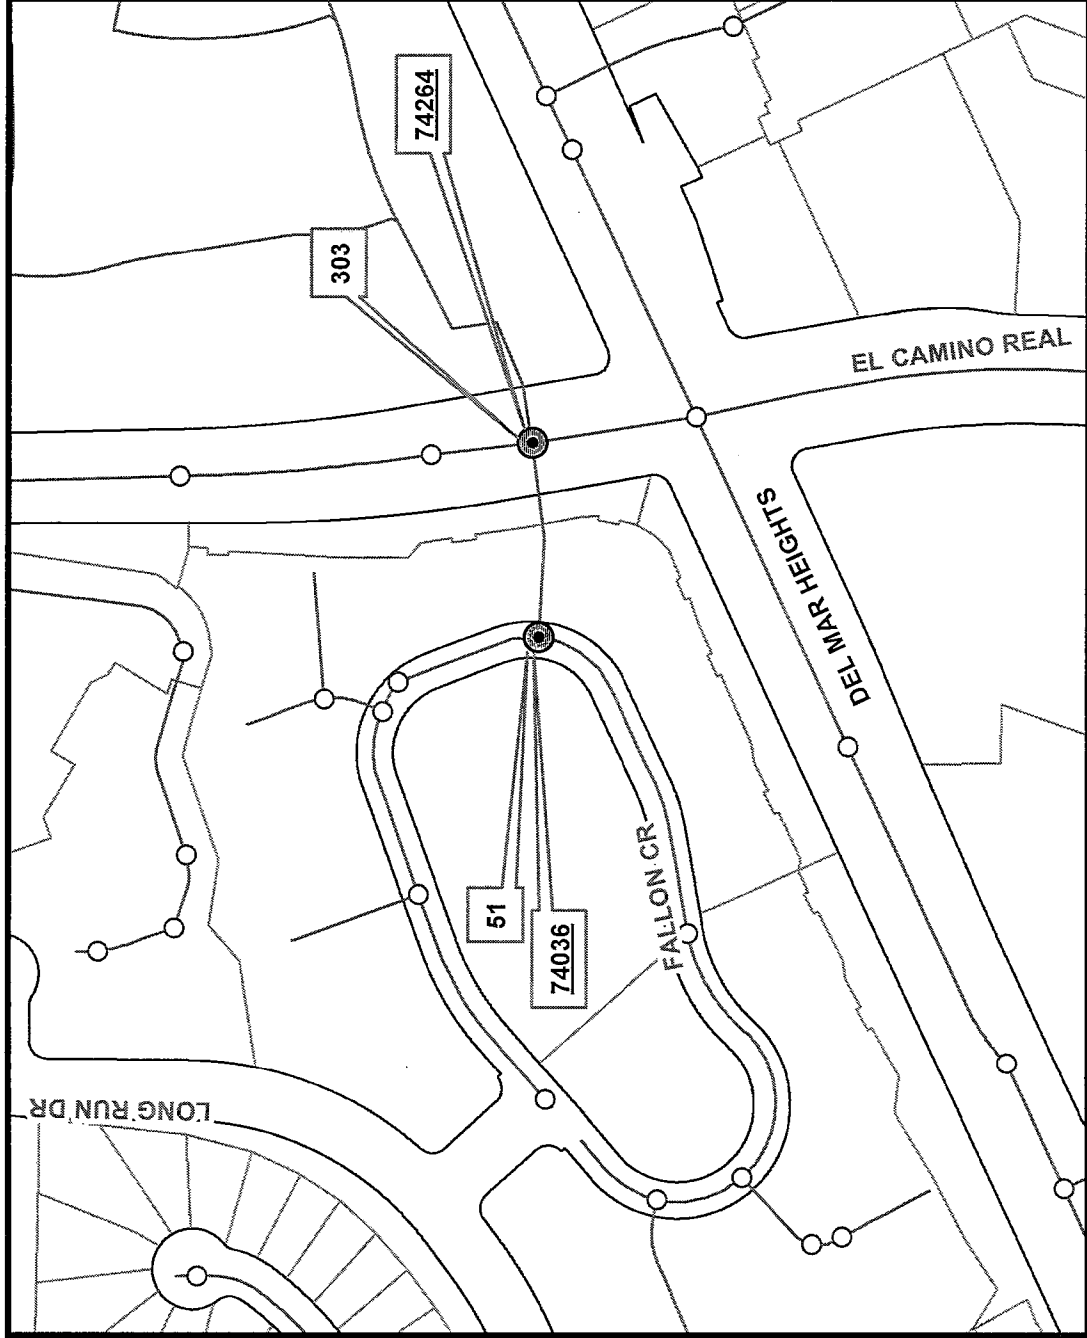 74264
303
EL CAMINO REAL
DEL MAR HEIGHTS
51
74036
FALLON CR
LONG RUN DR